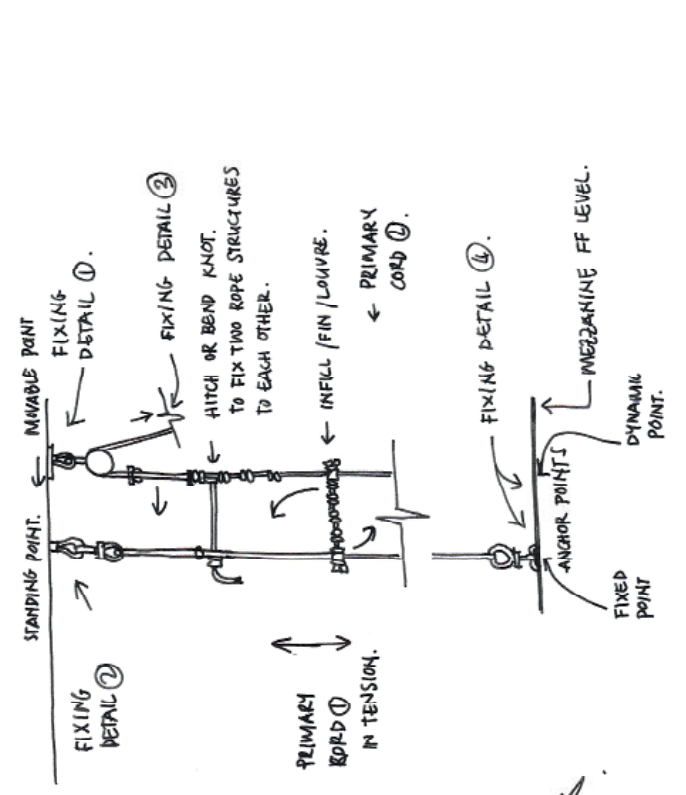 STANDING POINT.
MOVABLE POINT
FIXING
DETAIL ①.
FIXING
DETAIL ②
FIXING DETAIL ③
HITCH OR BEND KNOT.
TO FIX TWO ROPE STRUCTURES
TO EACH OTHER.
INFILL / FIN / LOUVRE.
PRIMARY
BORD ①
IN TENSION.
PRIMARY
CORD ②.
FIXING DETAIL ④.
MEZZANINE FF LEVEL.
ANCHOR POINTS
FIXED
POINT
DYNAMIC
POINT.